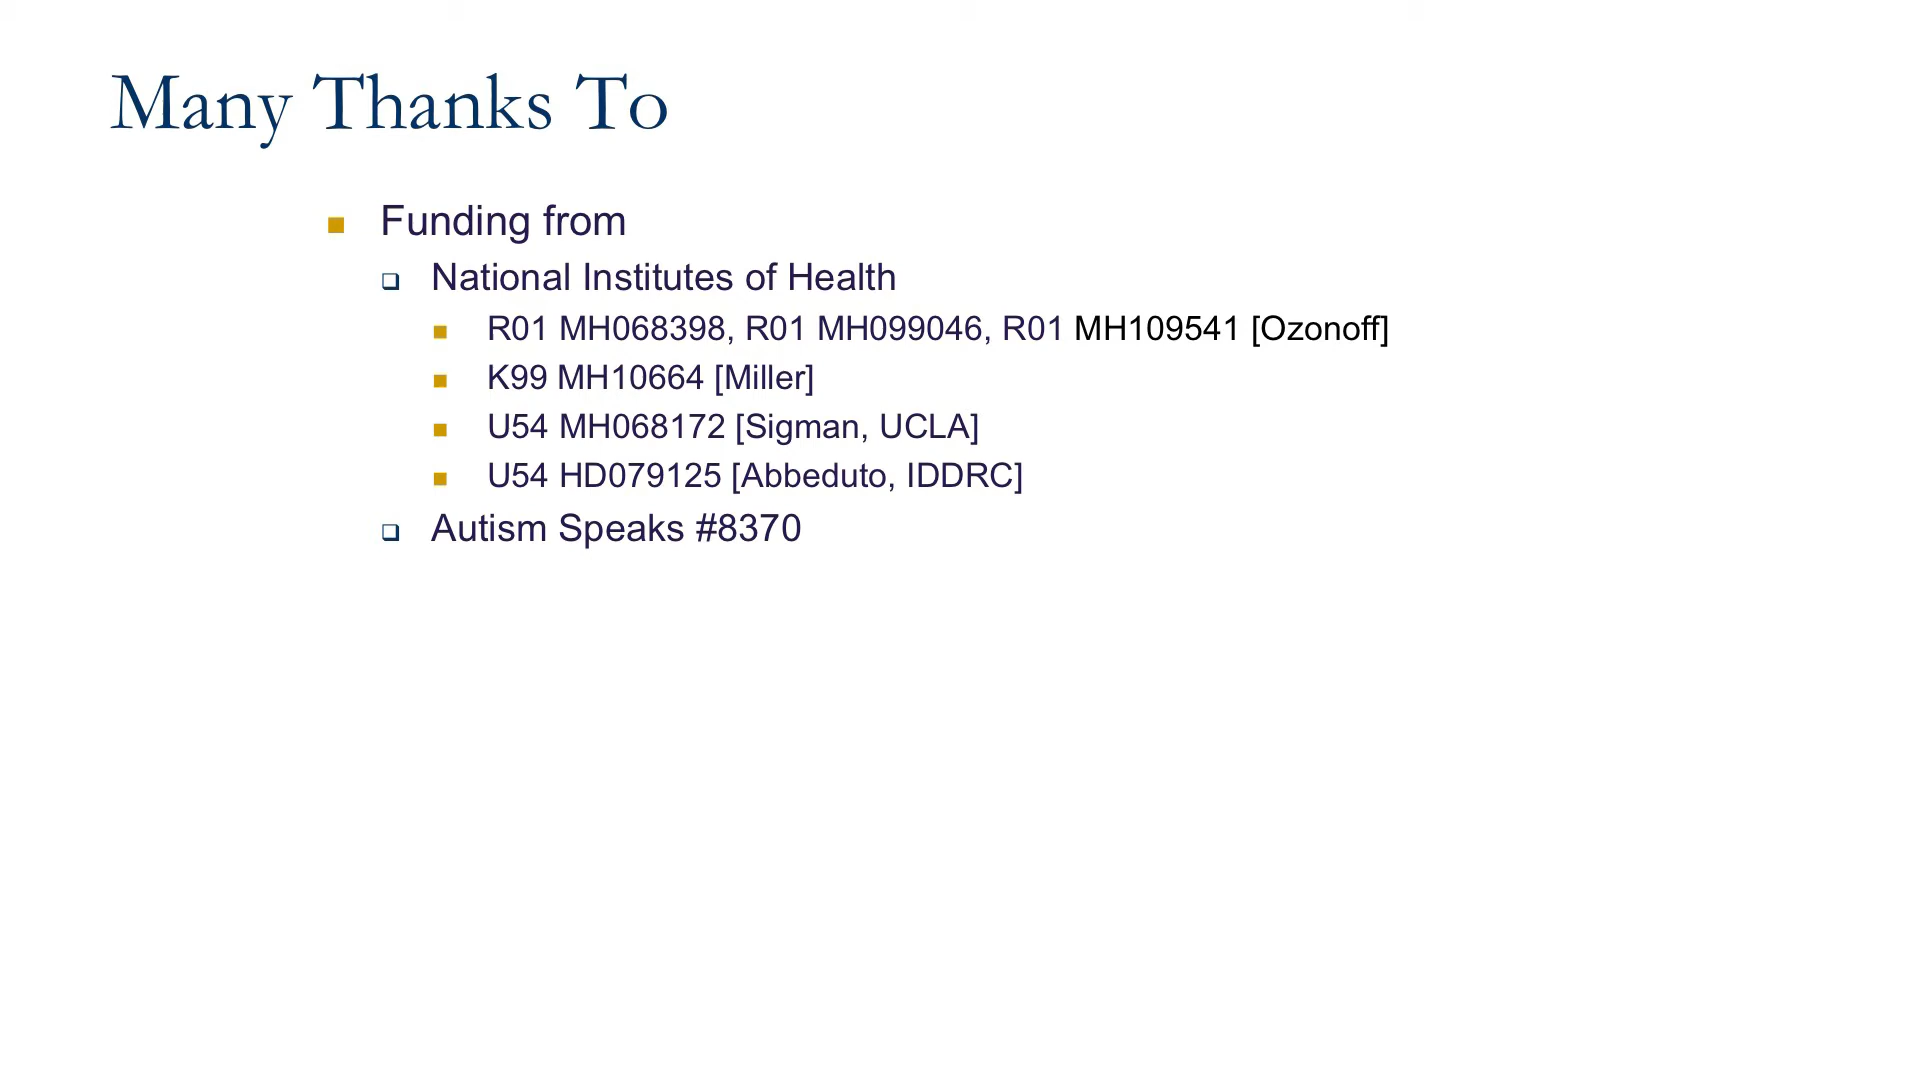 Many Thanks To
Funding from
National Institutes of Health
R01 MH068398, R01 MH099046, R01 MH109541 [Ozonoff]
K99 MH10664 [Miller]
U54 MH068172 [Sigman, UCLA]
U54 HD079125 [Abbeduto, IDDRC]
Autism Speaks #8370